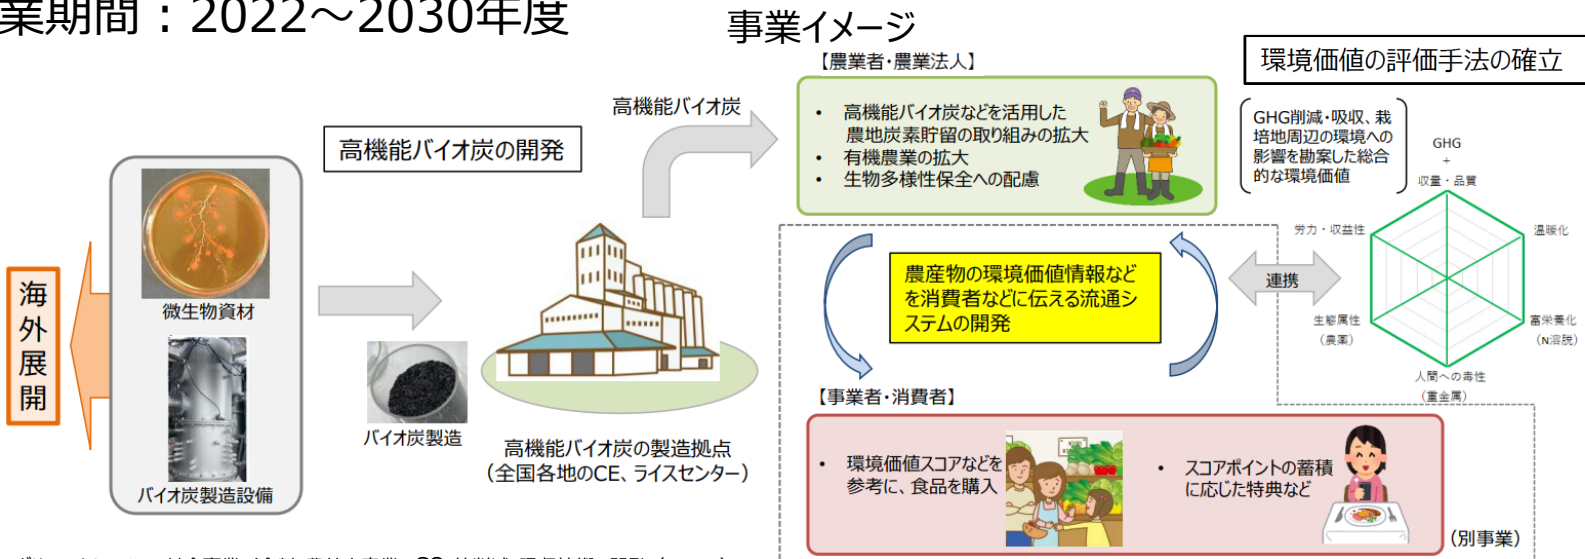 業期間：2022～2030年度
事業イメージ
環境価値の評価手法の確立
【農業者・農業法人】
高機能バイオ炭
・ 高機能バイオ炭などを活用した
農地炭素貯留の取り組みの拡大
・ 有機農業の拡大
・ 生物多様性保全への配慮
GHG削減・吸収、栽
培地周辺の環境への
影響を勘案した総合
的な環境価値
GHG
+
収量・品質
労力・収益性
温暖化
生態属性
（農薬）
富栄養化
（N溶脱）
人間への毒性
（重金属）
高機能バイオ炭の開発
海外展開
微生物資材
バイオ炭製造設備
バイオ炭製造
高機能バイオ炭の製造拠点
（全国各地のCE、ライスセンター）
農産物の環境価値情報など
を消費者などに伝える流通シ
ステムの開発
連携
【事業者・消費者】
・ 環境価値スコアなどを
参考に、食品を購入
・ スコアポイントの蓄積
に応じた特典など
（別事業）